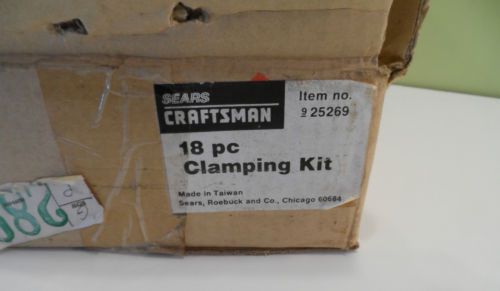 SEARS
CRAFTSMAN
Item no.
9 25269
18 pc
Clamping Kit
Made in Taiwan
Sears, Roebuck and Co., Chicago 60684
082